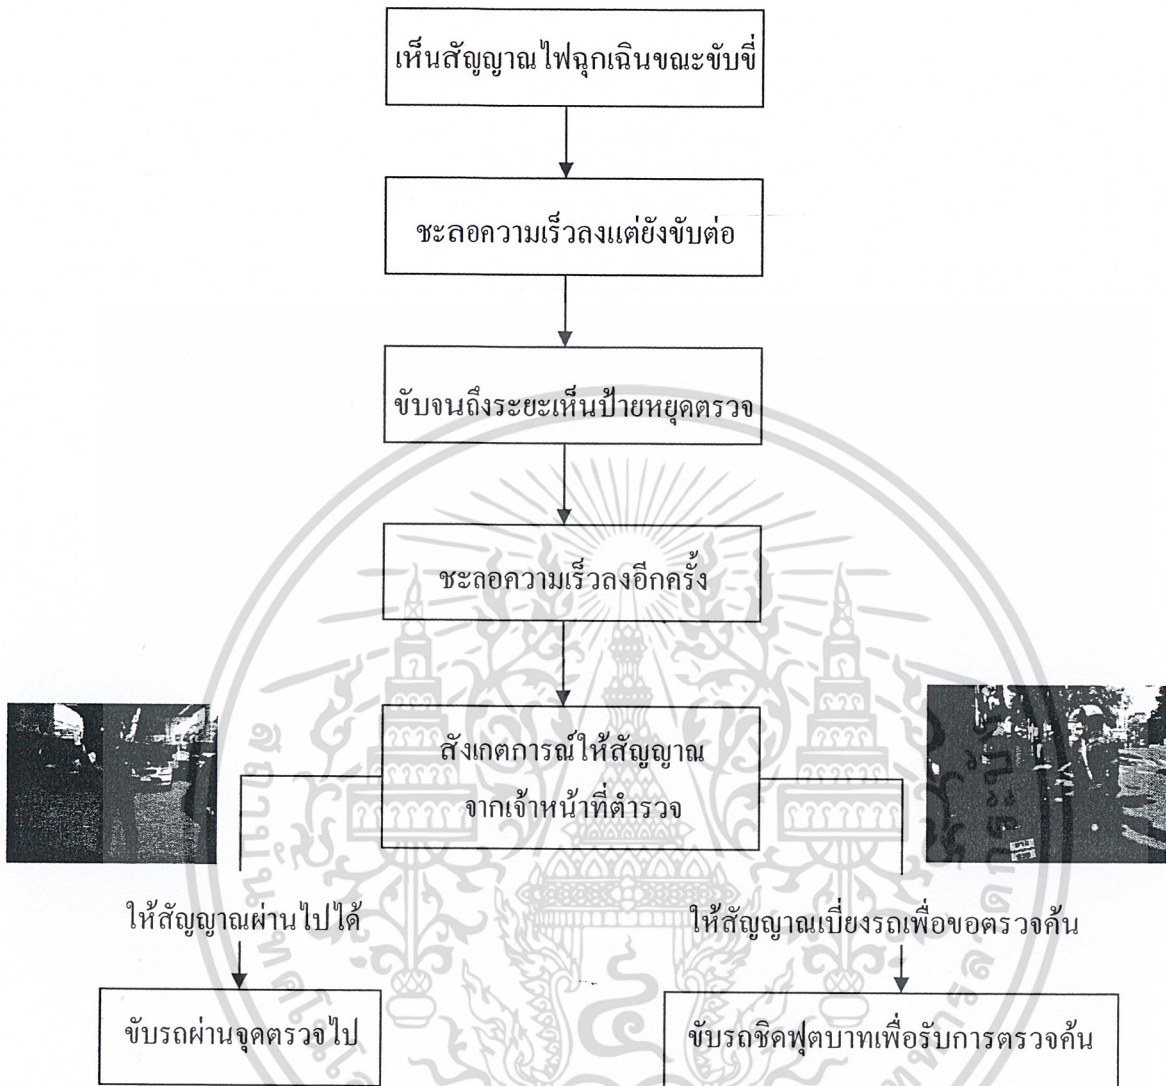 เห็นสัญญาณไฟฉุกเฉินขณะขับขี่
ชะลอความเร็วลงแต่ยังขับต่อ
ขับจนถึงระยะเห็นป้ายหยุดตรวจ
ชะลอความเร็วลงอีกครั้ง
สังเกตการณ์ให้สัญญาณ
จากเจ้าหน้าที่ตำรวจ
ให้สัญญาณผ่านไปได้
ให้สัญญาณเบี่ยงรถเพื่อขอตรวจค้น
ขับรถผ่านจุดตรวจไป
ขับรถชิดฟุตบาทเพื่อรับการตรวจค้น